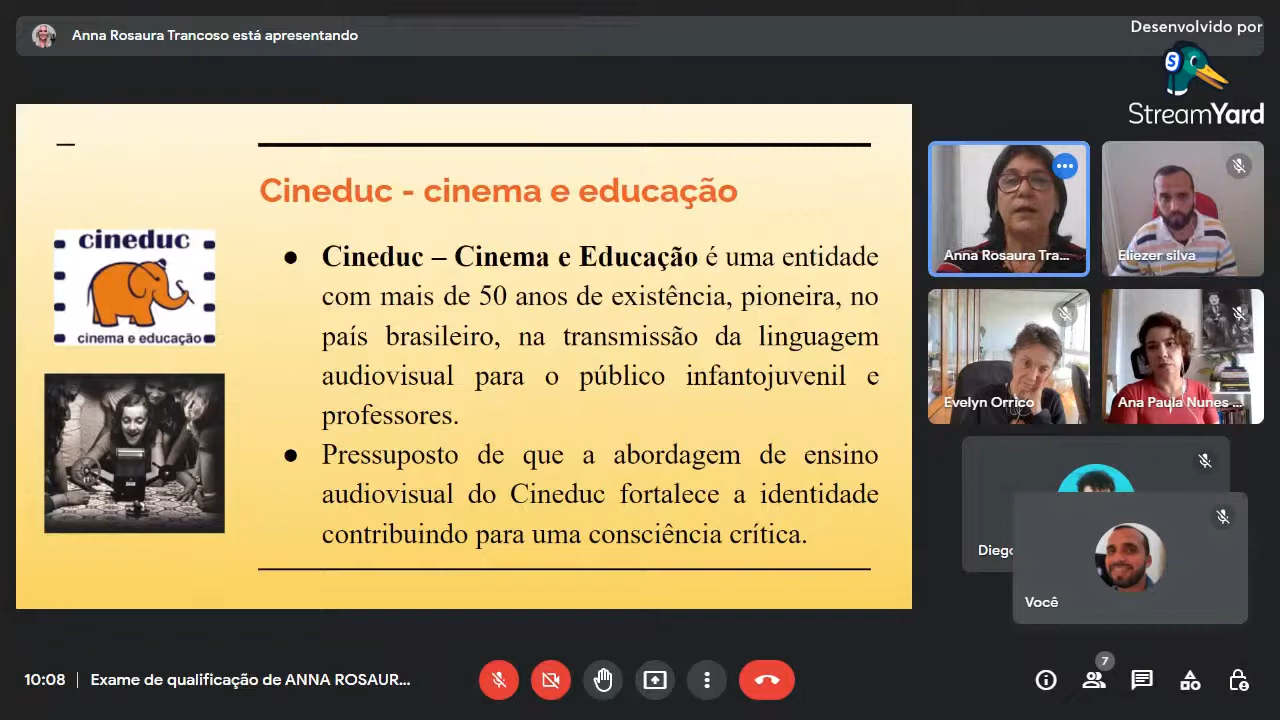 Anna Rosaura Trancoso está apresentando
Desenvolvido por
StreamYard
Cineduc - cinema e educação
cineduc
cinema e educação
● Cineduc – Cinema e Educação é uma entidade
com mais de 50 anos de existência, pioneira, no
país brasileiro, na transmissão da linguagem
audiovisual para o público infantojuvenil e
professores.
● Pressuposto de que a abordagem de ensino
audiovisual do Cineduc fortalece a identidade
contribuindo para uma consciência crítica.
Anna Rosaura Tra...
Eliezer silva
Evelyn Orrico
Ana Paula Nunes ...
Diego
Você
10:08 | Exame de qualificação de ANNA ROSAUR...
7